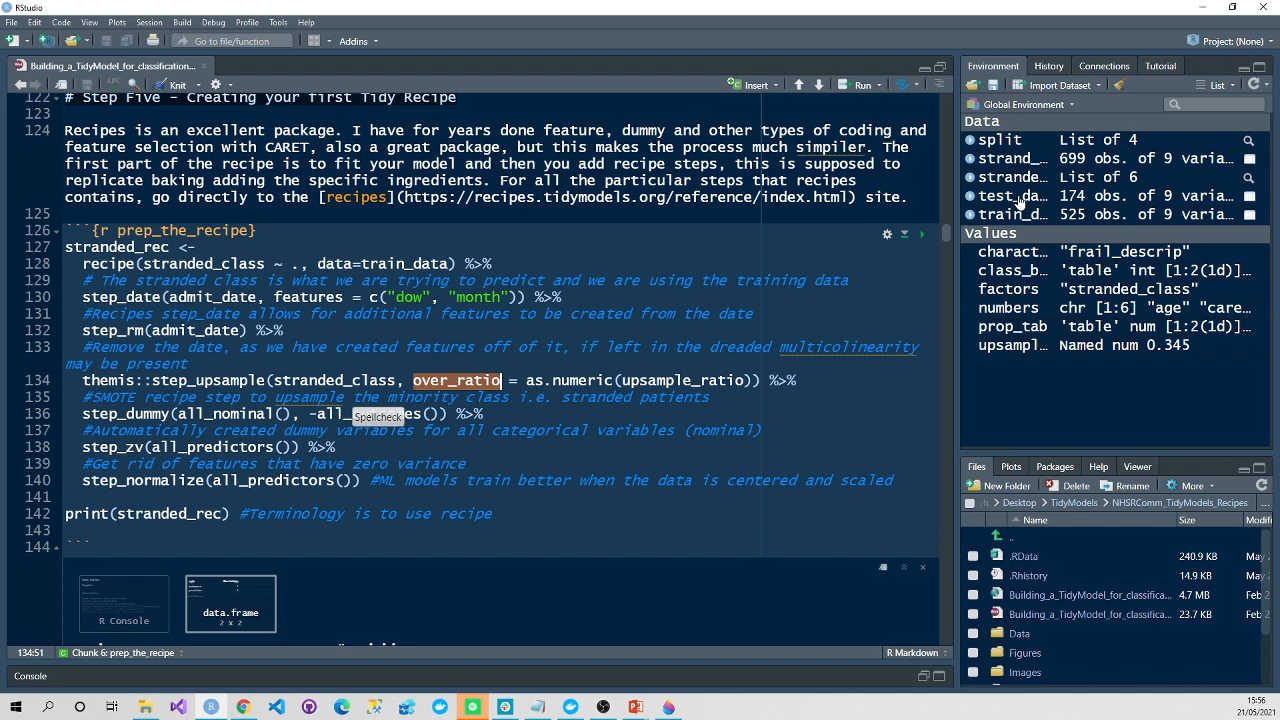 RStudio
File Edit Code View Plots Session Build Debug Profile Tools Help
Go to file/function Addins Project: (None)
Building_a_TidyModel_for_classification...
Knit Insert Run
122 # Step Five - Creating your first Tidy Recipe
123
124 Recipes is an excellent package. I have for years done feature, dummy and other types of coding and
feature selection with CARET, also a great package, but this makes the process much simpiler. The
first part of the recipe is to fit your model and then you add recipe steps, this is supposed to
replicate baking adding the specific ingredients. For all the particular steps that recipes
contains, go directly to the [recipes](https://recipes.tidymodels.org/reference/index.html) site.
125
126 ```{r prep_the_recipe}
127 stranded_rec <-
128 recipe(stranded_class ~ ., data=train_data) %>%
129 # The stranded class is what we are trying to predict and we are using the training data
130 step_date(admit_date, features = c("dow", "month")) %>%
131 #Recipes step_date allows for additional features to be created from the date
132 step_rm(admit_date) %>%
133 #Remove the date, as we have created features off of it, if left in the dreaded multicolinearity
may be present
134 themis::step_upsample(stranded_class, over_ratio = as.numeric(upsample_ratio)) %>%
135 #SMOTE recipe step to upsample the minority class i.e. stranded patients
136 step_dummy(all_nominal(), -all_ es()) %>%
Spellcheck
137 #Automatically created dummy variables for all categorical variables (nominal)
138 step_zv(all_predictors()) %>%
139 #Get rid of features that have zero variance
140 step_normalize(all_predictors()) #ML models train better when the data is centered and scaled
141
142 print(stranded_rec) #Terminology is to use recipe
143
144 ```
R Console
data.frame
2 x 2
134:51 Chunk 6: prep_the_recipe R Markdown
Console
Environment History Connections Tutorial
Import Dataset List
Global Environment
Data
split List of 4
strand_... 699 obs. of 9 varia...
strande... List of 6
test_da... 174 obs. of 9 varia...
train_d... 525 obs. of 9 varia...
Values
charact... "frail_descrip"
class_b... 'table' int [1:2(1d)]...
factors "stranded_class"
numbers chr [1:6] "age" "care...
prop_tab 'table' num [1:2(1d)]...
upsampl... Named num 0.345
Files Plots Packages Help Viewer
New Folder Delete Rename More
h > Desktop > TidyModels > NHSRComm_Tidymodels_Recipes ...
Name Size Modifi
..
.RData 240.9 KB May
.Rhistory 14.9 KB May
Building_a_TidyModel_for_classifica... 4.7 MB Feb 2
Building_a_TidyModel_for_classifica... 23.7 KB Feb 2
Data
Figures
Images
15:56
21/05/2021